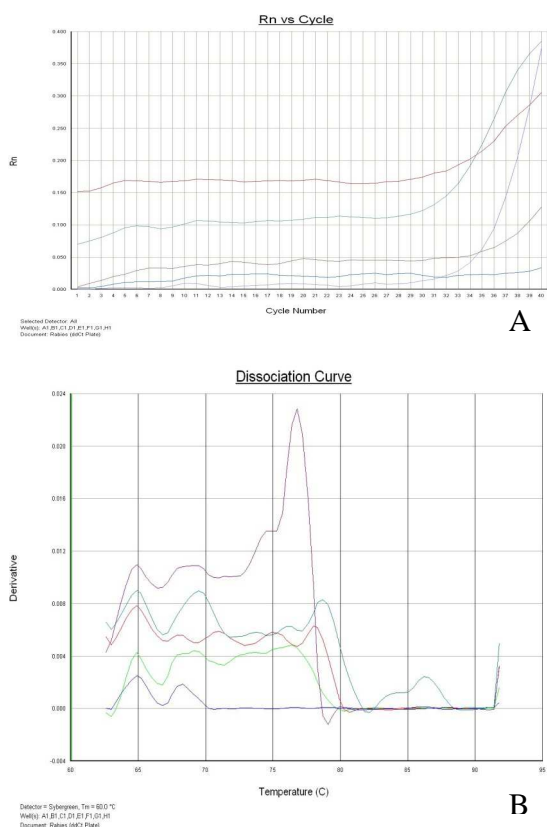 Rn vs Cycle
0.400
0.350
0.300
0.250
0.200
0.150
0.100
0.050
0.000
Rn
1 2 3 4 5 6 7 8 9 10 11 12 13 14 15 16 17 18 19 20 21 22 23 24 25 26 27 28 29 30 31 32 33 34 35 36 37 38 39 40
Cycle Number
Selected Detector: All
Well(s): A1,B1,C1,D1,E1,F1,G1,H1
Document: Rabies (ddCt Plate)
A
Dissociation Curve
0.024
0.020
0.016
0.012
0.008
0.004
0.000
-0.004
Derivative
60 65 70 75 80 85 90 95
Temperature (C)
Detector = Sybergreen, Tm = 60.0 °C
Well(s): A1,B1,C1,D1,E1,F1,G1,H1
Document: Rabies (ddCt Plate)
B